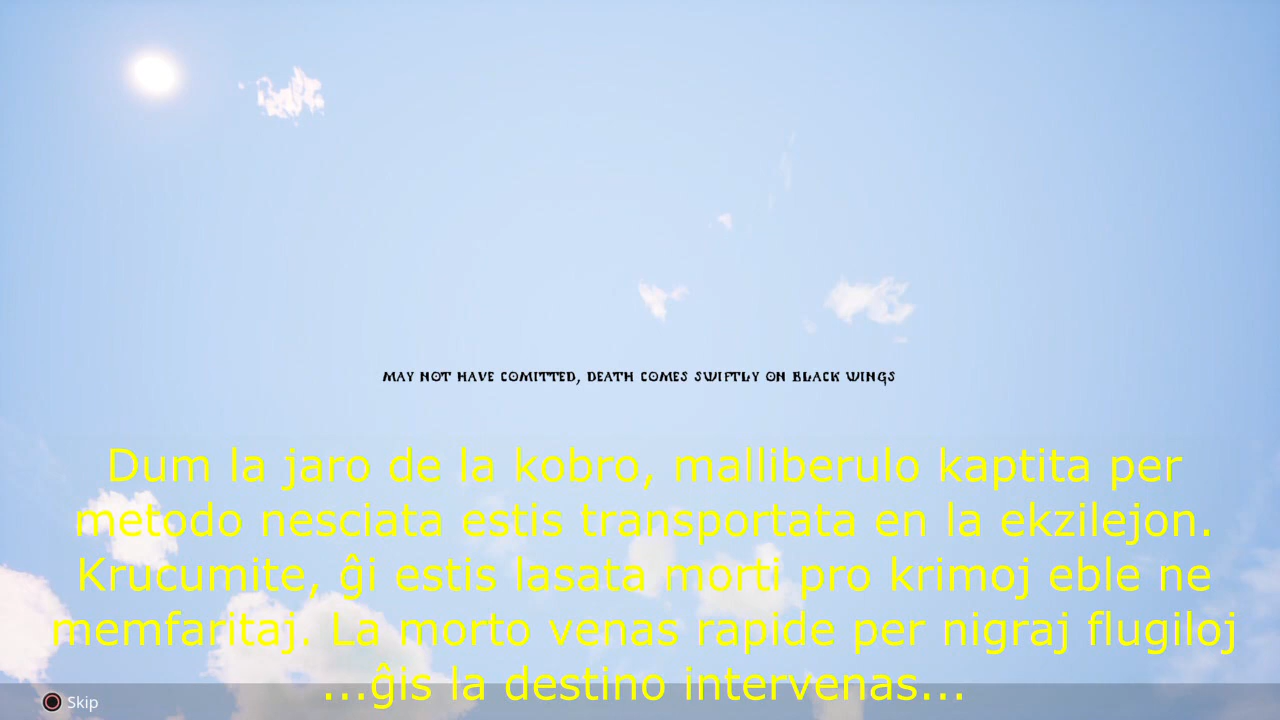 MAY NOT HAVE COMITTED, DEATH COMES SWIFTLY ON BLACK WINGS
Dum la jaro de la kobro, malliberulo kaptita per
metodo nesciata estis transportata en la ekzilejon.
Krucumite, ĝi estis lasata morti pro krimoj eble ne
memfaritaj. La morto venas rapide per nigraj flugiloj
...ĝis la destino intervenas...
Skip